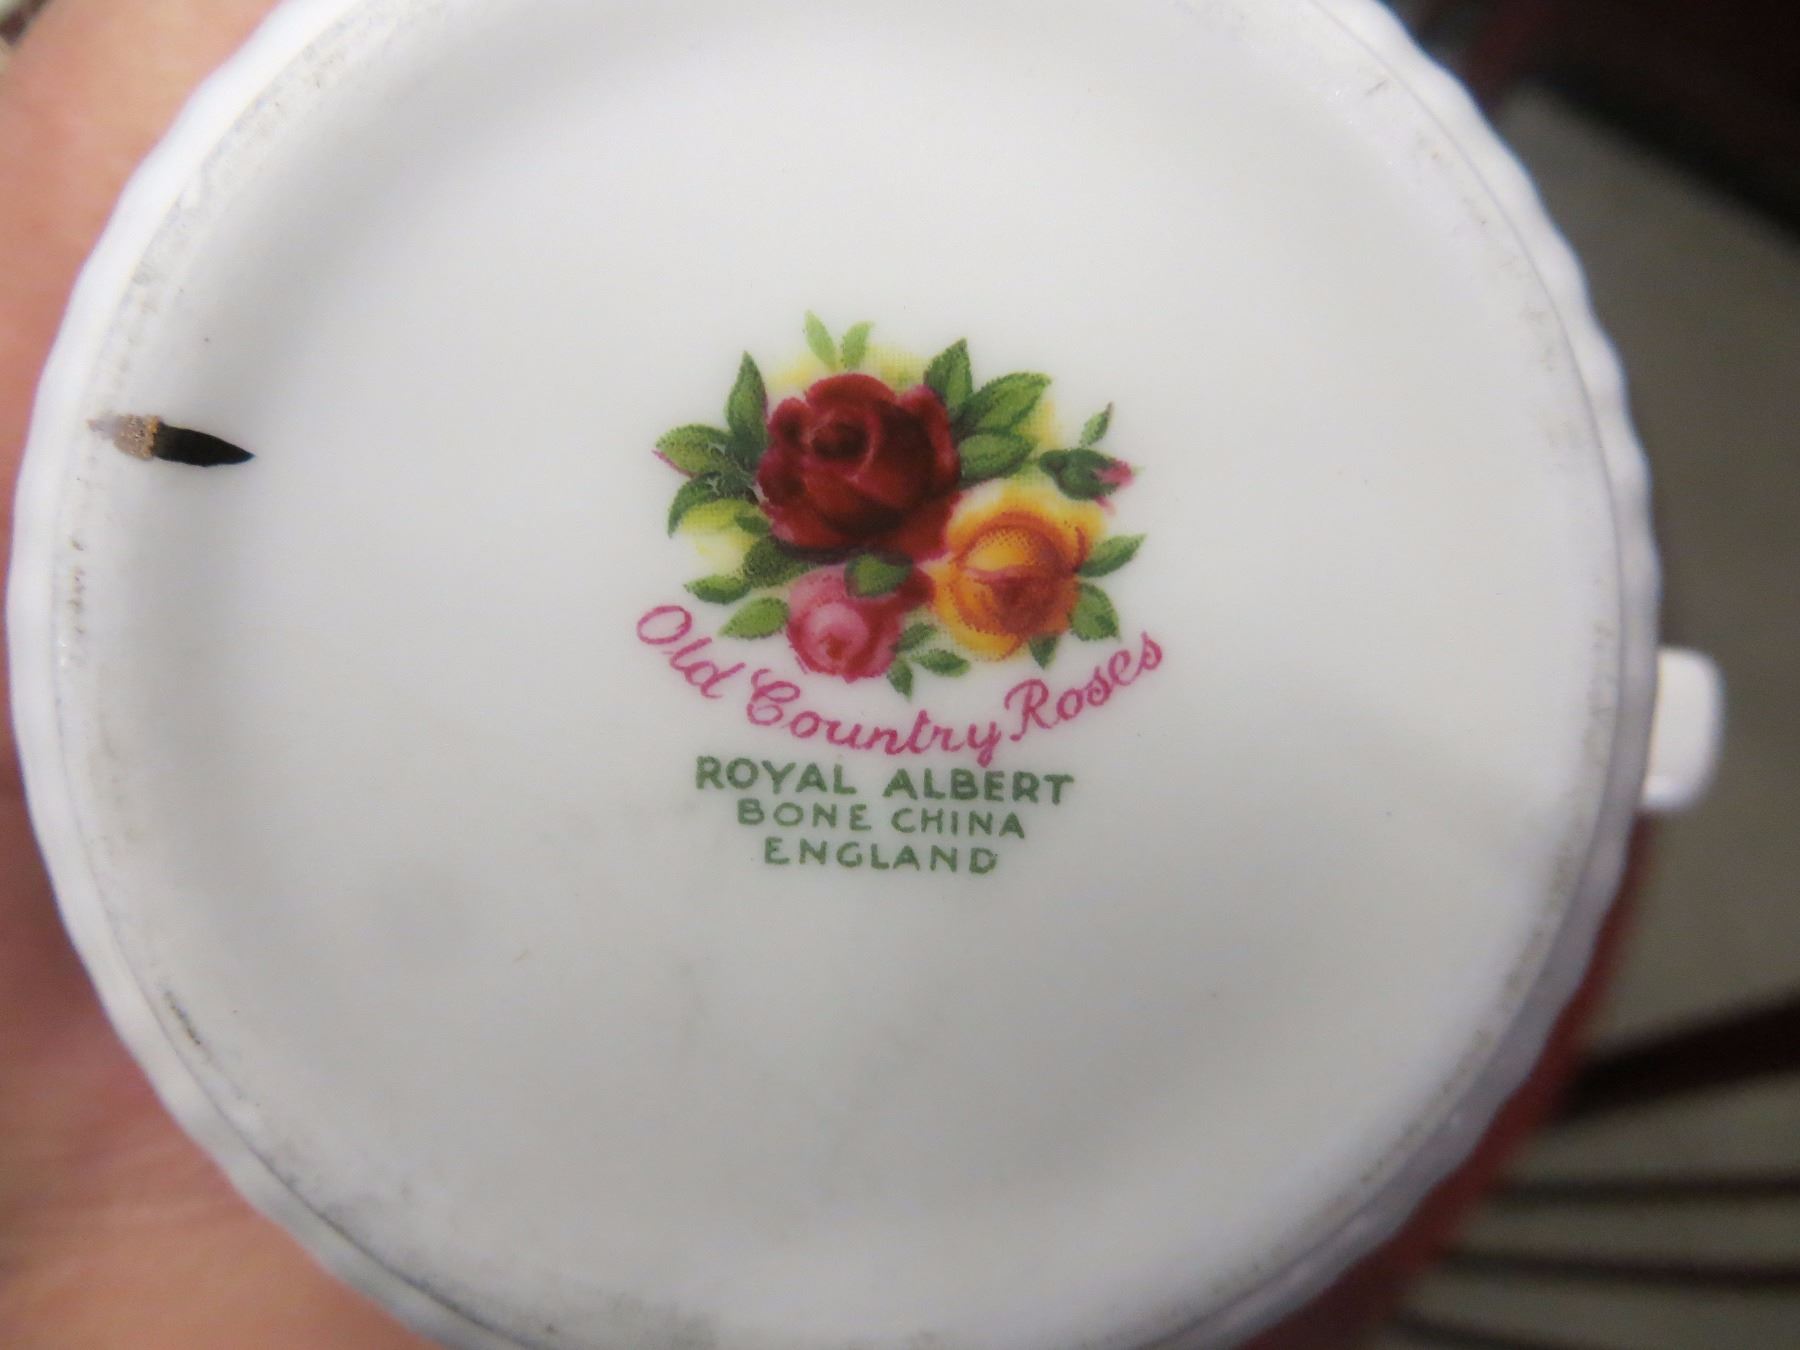 Old Country Roses
ROYAL ALBERT
BONE CHINA
ENGLAND